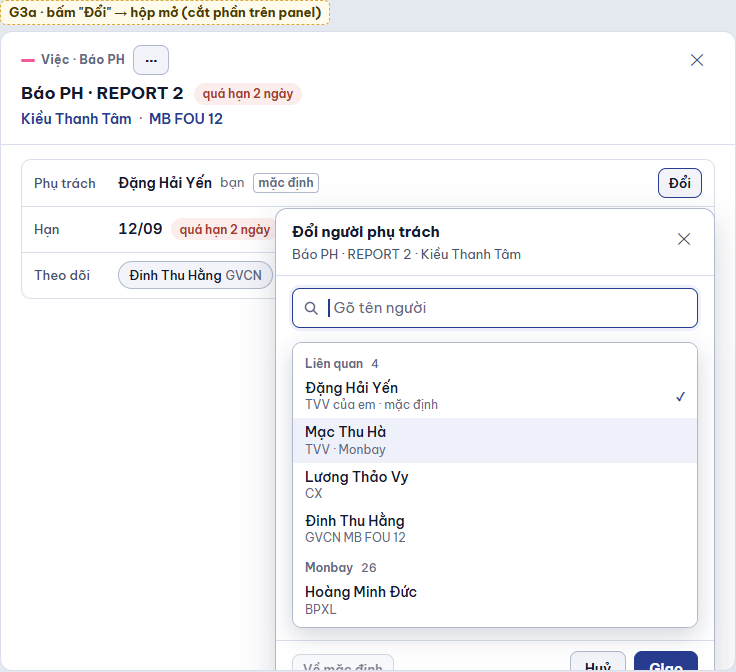 G3a · bấm "Đổi" → hộp mở (cắt phần trên panel)
Việc · Báo PH ...
Báo PH · REPORT 2 quá hạn 2 ngày
Kiều Thanh Tâm · MB FOU 12
Phụ trách Đặng Hải Yến bạn mặc định Đổi
Hạn 12/09 quá hạn 2 ngày
Theo dõi Đinh Thu Hằng GVCN
Đổi người phụ trách
Báo PH · REPORT 2 · Kiều Thanh Tâm
Gõ tên người
Liên quan 4
Đặng Hải Yến
TVV của em · mặc định
Mạc Thu Hà
TVV · Monbay
Lương Thảo Vy
CX
Đinh Thu Hằng
GVCN MB FOU 12
Monbay 26
Hoàng Minh Đức
BPXL
Về mặc định Huỷ Giao